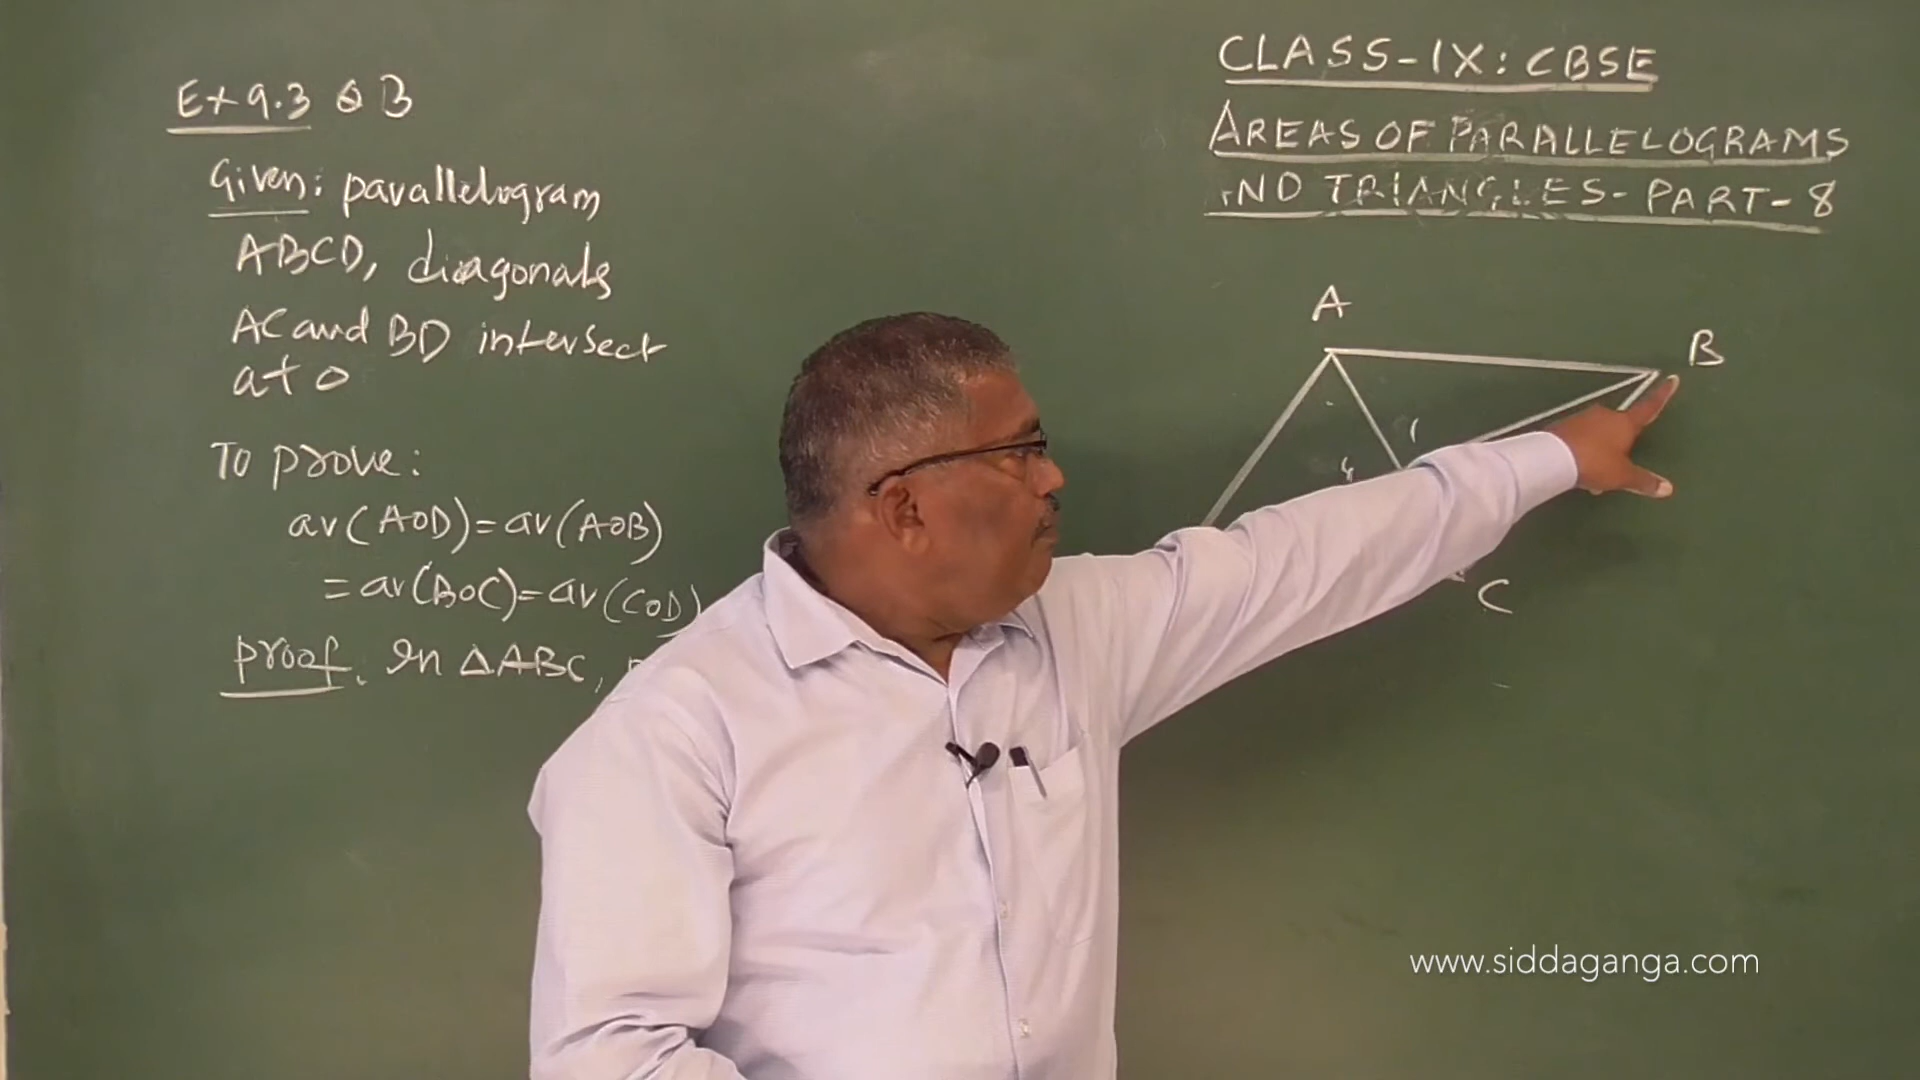 Ex 9.3 Q 3
Given: parallelogram
ABCD, diagonals
AC and BD intersect
at O
To prove:
ar(AOD)=ar(AOB)
=ar(BOC)=ar(COD)
proof. In △ABC,
CLASS-IX: CBSE
AREAS OF PARALLELOGRAMS
ND TRIANGLES-PART-8
A
B
C
www.siddaganga.com